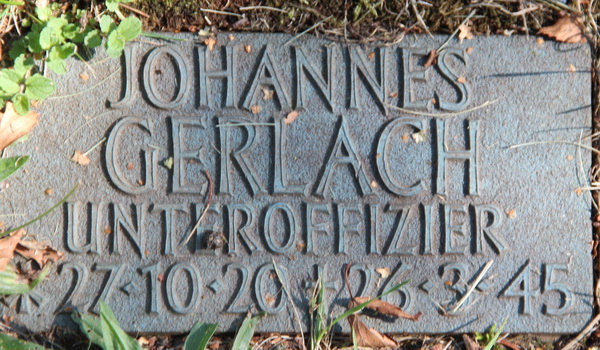 JOHANNES
GERLACH
UNTEROFFIZIER
* 27·10·20 † 26·3·45